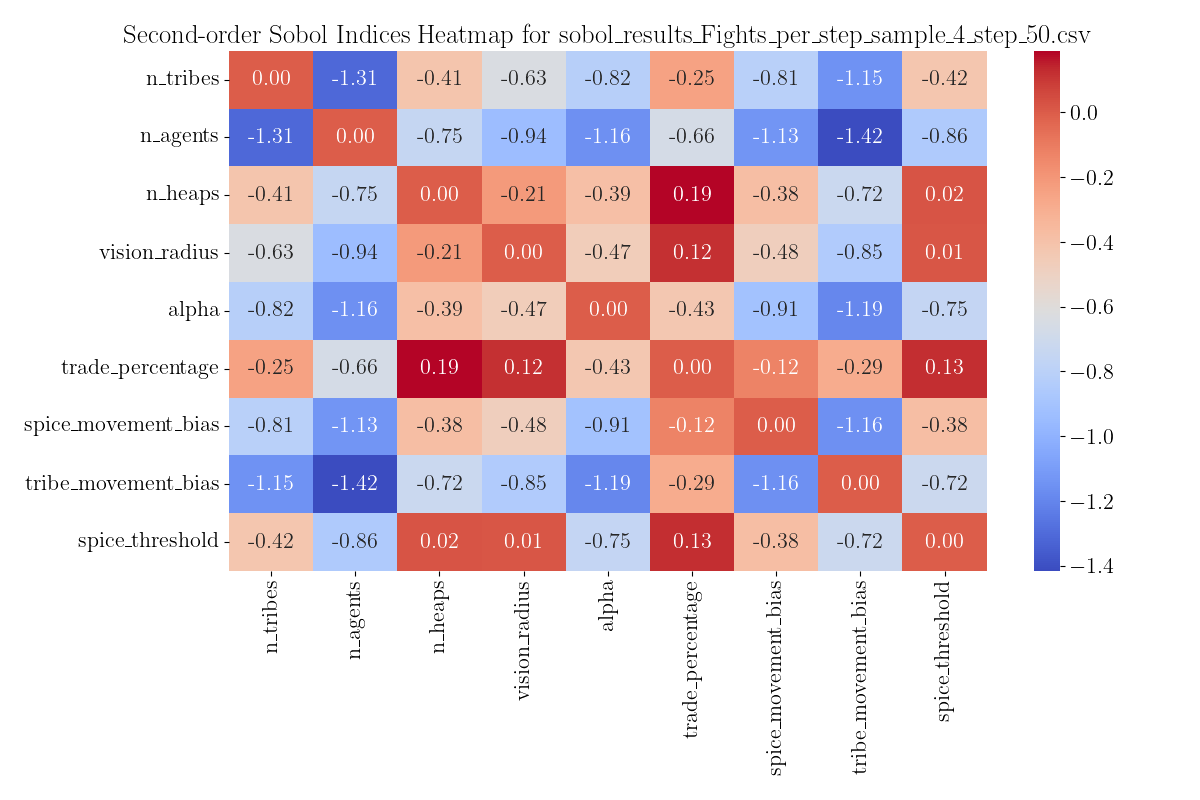 Second-order Sobol Indices Heatmap for sobol_results_Fights_per_step_sample_4_step_50.csv
n_tribes 0.00 -1.31 -0.41 -0.63 -0.82 -0.25 -0.81 -1.15 -0.42
n_agents -1.31 0.00 -0.75 -0.94 -1.16 -0.66 -1.13 -1.42 -0.86
n_heaps -0.41 -0.75 0.00 -0.21 -0.39 0.19 -0.38 -0.72 0.02
vision_radius -0.63 -0.94 -0.21 0.00 -0.47 0.12 -0.48 -0.85 0.01
alpha -0.82 -1.16 -0.39 -0.47 0.00 -0.43 -0.91 -1.19 -0.75
trade_percentage -0.25 -0.66 0.19 0.12 -0.43 0.00 -0.12 -0.29 0.13
spice_movement_bias -0.81 -1.13 -0.38 -0.48 -0.91 -0.12 0.00 -1.16 -0.38
tribe_movement_bias -1.15 -1.42 -0.72 -0.85 -1.19 -0.29 -1.16 0.00 -0.72
spice_threshold -0.42 -0.86 0.02 0.01 -0.75 0.13 -0.38 -0.72 0.00
n_tribes
n_agents
n_heaps
vision_radius
alpha
trade_percentage
spice_movement_bias
tribe_movement_bias
spice_threshold
0.0
−0.2
−0.4
−0.6
−0.8
−1.0
−1.2
−1.4